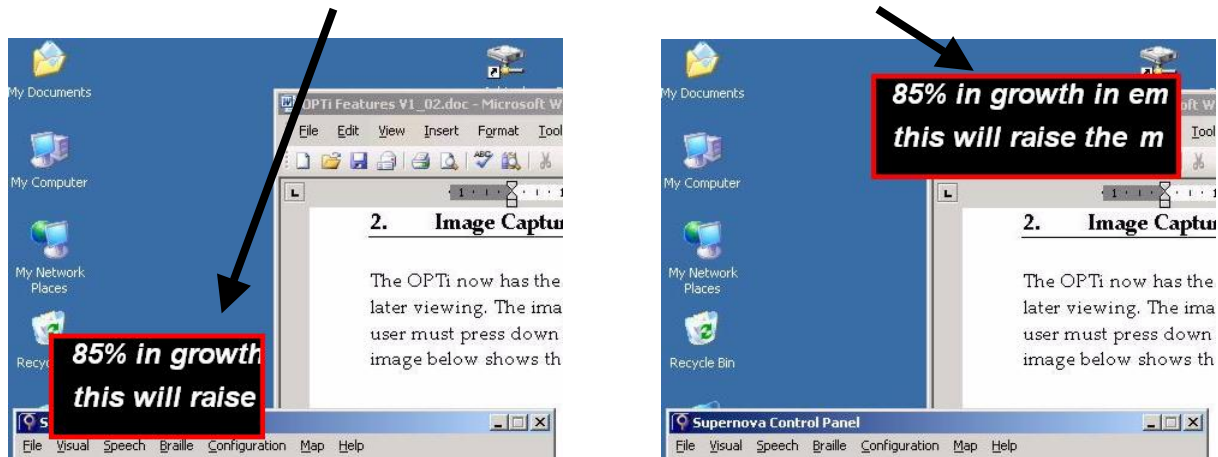 My Documents
OPTi Features V1_02.doc - Microsoft W
File Edit View Insert Format Tool
My Computer
2. Image Captur
My Network
Places
The OPTi now has the
later viewing. The ima
user must press down
image below shows th
85% in growth
this will raise
File Visual Speech Braille Configuration Map Help
My Documents
85% in growth in em
this will raise the m
oft W
Tool
My Computer
2. Image Captur
My Network
Places
The OPTi now has the
later viewing. The ima
user must press down
image below shows th
Recycle Bin
Supernova Control Panel
File Visual Speech Braille Configuration Map Help